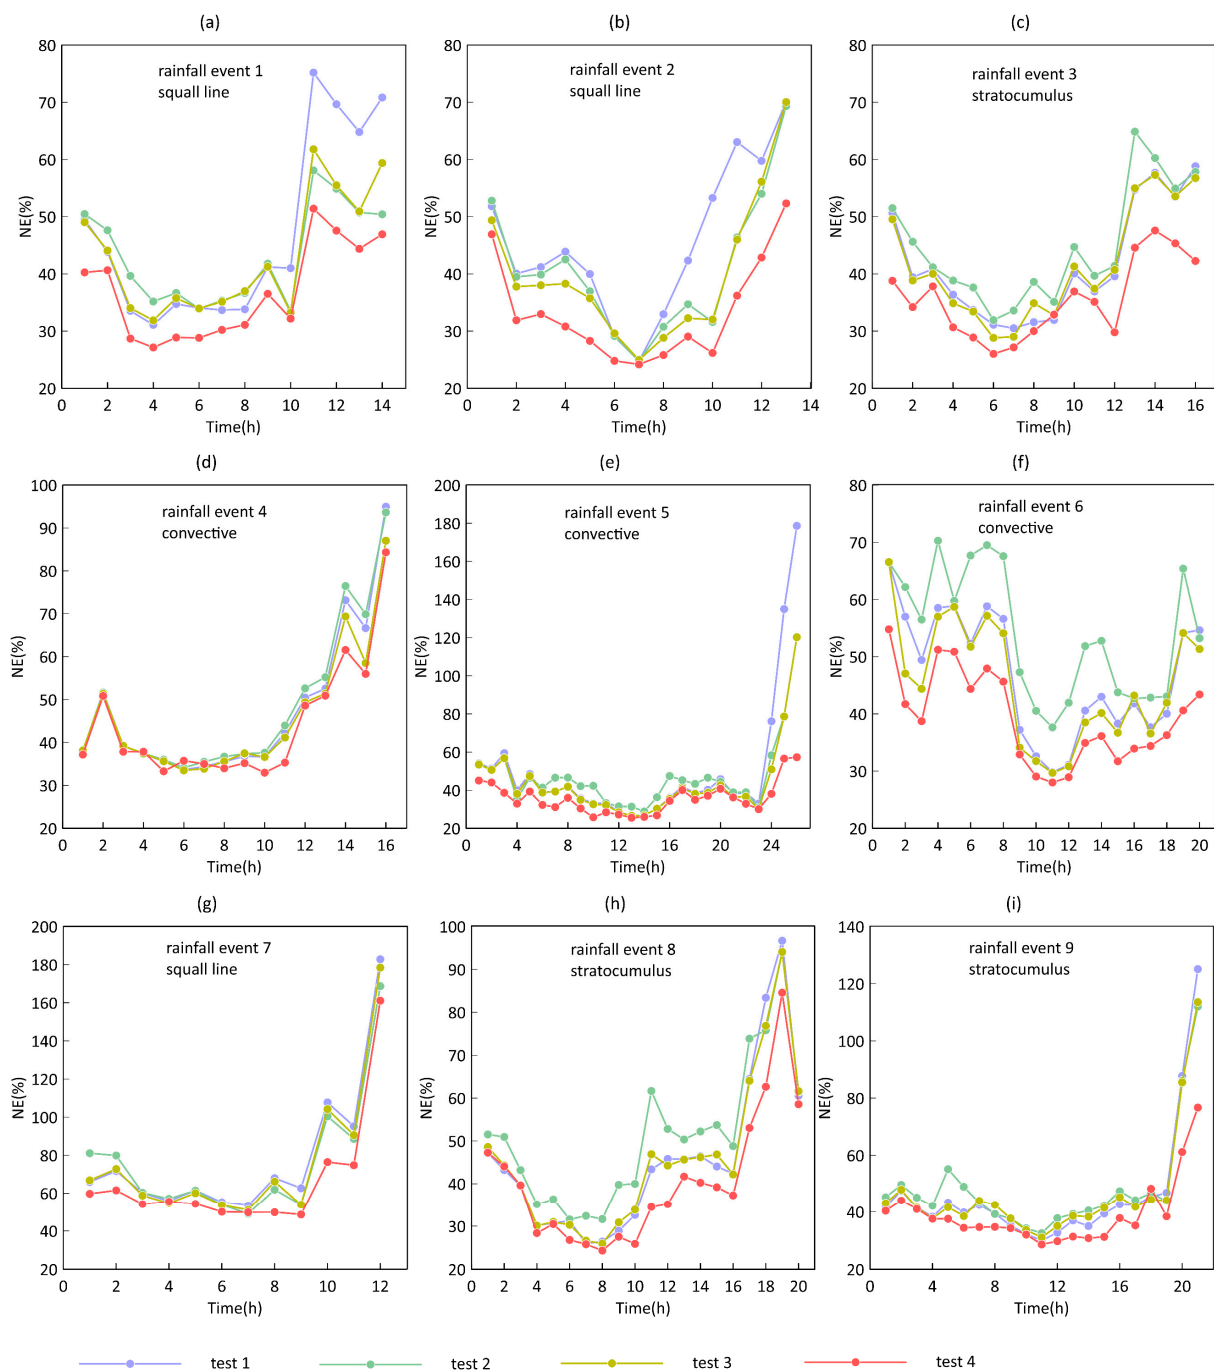 (a)
(b)
(c)
80
70
60
50
40
30
20
NE(%)
rainfall event 1
squall line
0 2 4 6 8 10 12 14
Time(h)
80
70
60
50
40
30
20
NE(%)
rainfall event 2
squall line
0 2 4 6 8 10 12 14
Time(h)
80
70
60
50
40
30
20
NE(%)
rainfall event 3
stratocumulus
0 2 4 6 8 10 12 14 16
Time(h)
(d)
(e)
(f)
100
90
80
70
60
50
40
30
20
NE(%)
rainfall event 4
convective
0 2 4 6 8 10 12 14 16
Time(h)
200
180
160
140
120
100
80
60
40
20
NE(%)
rainfall event 5
convective
0 4 8 12 16 20 24
Time(h)
80
70
60
50
40
30
20
NE(%)
rainfall event 6
convective
0 2 4 6 8 10 12 14 16 18 20
Time(h)
(g)
(h)
(i)
200
180
160
140
120
100
80
60
40
20
NE(%)
rainfall event 7
squall line
0 2 4 6 8 10 12
Time(h)
100
90
80
70
60
50
40
30
20
NE(%)
rainfall event 8
stratocumulus
0 2 4 6 8 10 12 14 16 18 20
Time(h)
140
120
100
80
60
40
20
NE(%)
rainfall event 9
stratocumulus
0 4 8 12 16 20
Time(h)
test 1
test 2
test 3
test 4